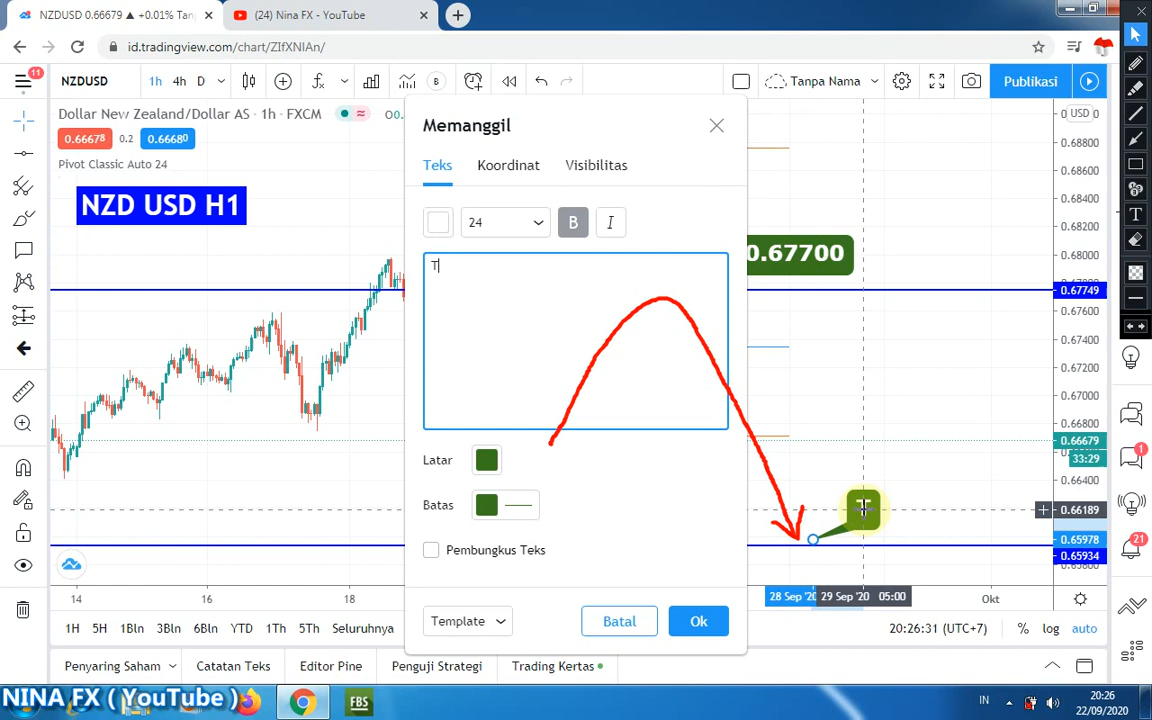 NZDUSD 0.66679 ▲ +0.01% Tan
(24) Nina FX - YouTube
id.tradingview.com/chart/ZIfXNIAn/
11
NZDUSD
1h 4h D
B
Tanpa Nama
Publikasi
Dollar New Zealand/Dollar AS · 1h · FXCM
0.66678 0.2 0.66680
Pivot Classic Auto 24
NZD USD H1
Memanggil
Teks Koordinat Visibilitas
24 B I
T
Latar
Batas
Pembungkus Teks
Template Batal Ok
0.67700
T
USD
0.68800
0.68600
0.68400
0.68200
0.68000
0.67749
0.67600
0.67400
0.67200
0.67000
0.66800
0.66679
33:29
0.66400
0.66189
0.65978
0.65934
14 16 18 28 Sep '20 29 Sep '20 05:00 Okt
1H 5H 1Bln 3Bln 6Bln YTD 1Th 5Th Seluruhnya
20:26:31 (UTC+7) % log auto
Penyaring Saham Catatan Teks Editor Pine Penguji Strategi Trading Kertas
1
21
NINA FX ( YouTube )
FBS
IN
20:26
22/09/2020